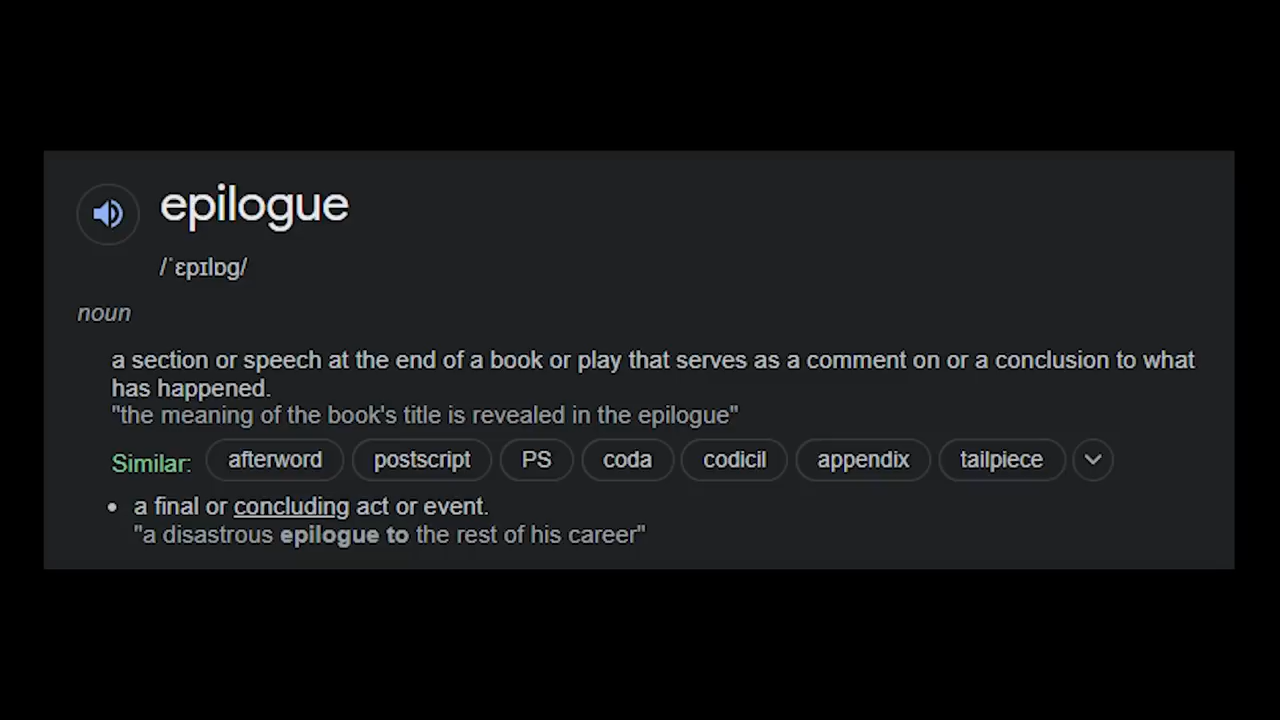 epilogue
/ˈɛpɪlɒɡ/
noun
a section or speech at the end of a book or play that serves as a comment on or a conclusion to what
has happened.
"the meaning of the book's title is revealed in the epilogue"
Similar: afterword postscript PS coda codicil appendix tailpiece
• a final or concluding act or event.
"a disastrous epilogue to the rest of his career"